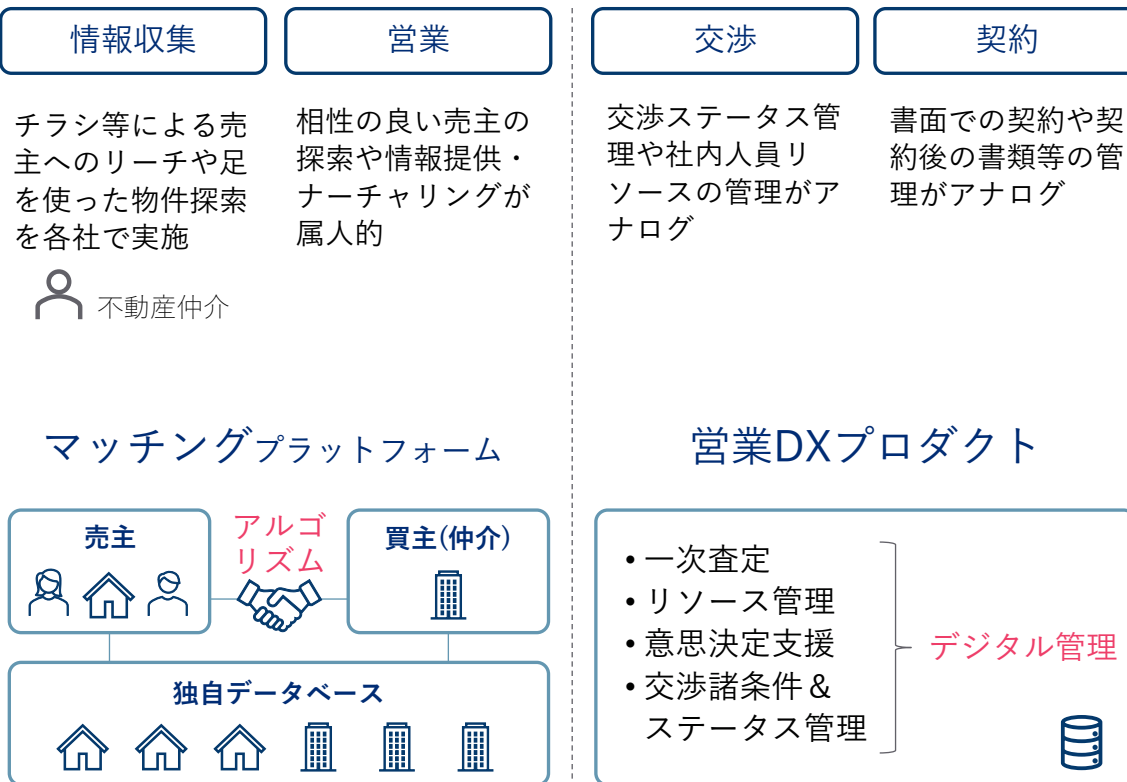 情報収集
営業
交渉
契約
チラシ等による売
主へのリーチや足
を使った物件探索
を各社で実施
相性の良い売主の
探索や情報提供・
ナーチャリングが
属人的
交渉ステータス管
理や社内人員リ
ソースの管理がア
ナログ
書面での契約や契
約後の書類等の管
理がアナログ
不動産仲介
マッチングプラットフォーム
営業DXプロダクト
売主
アルゴ
リズム
買主(仲介)
独自データベース
• 一次査定
• リソース管理
• 意思決定支援
• 交渉諸条件＆
ステータス管理
デジタル管理